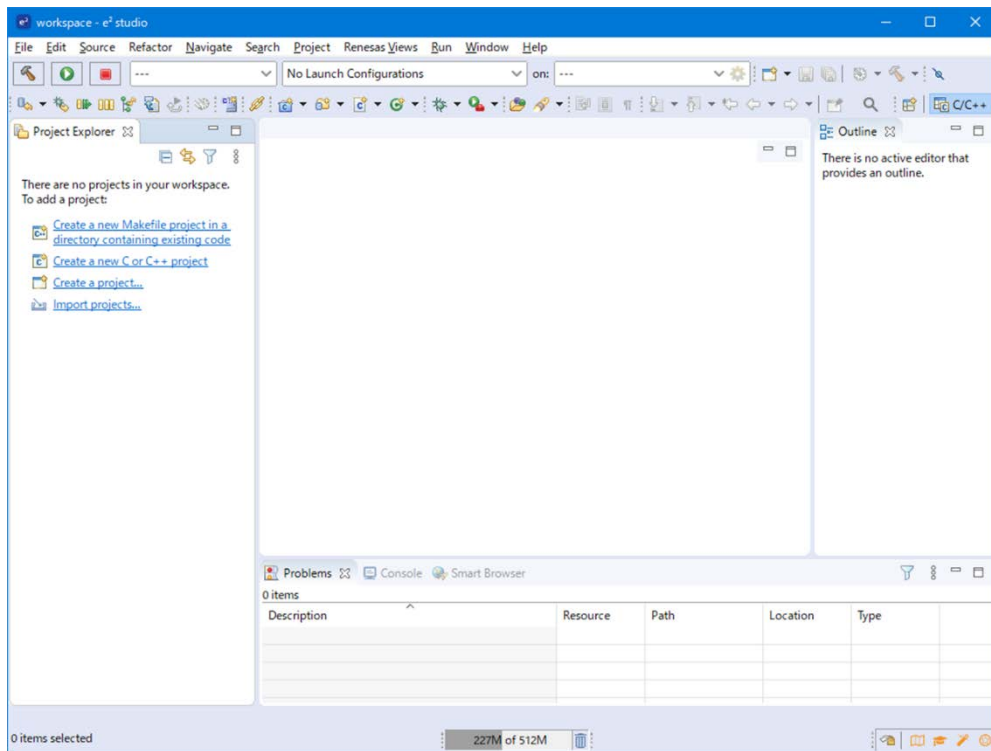 workspace - e² studio
File Edit Source Refactor Navigate Search Project Renesas Views Run Window Help
--- No Launch Configurations on: ---
C/C++
Project Explorer
There are no projects in your workspace.
To add a project:
Create a new Makefile project in a
directory containing existing code
Create a new C or C++ project
Create a project...
Import projects...
Outline
There is no active editor that
provides an outline.
Problems Console Smart Browser
0 items
Description Resource Path Location Type
0 items selected 227M of 512M